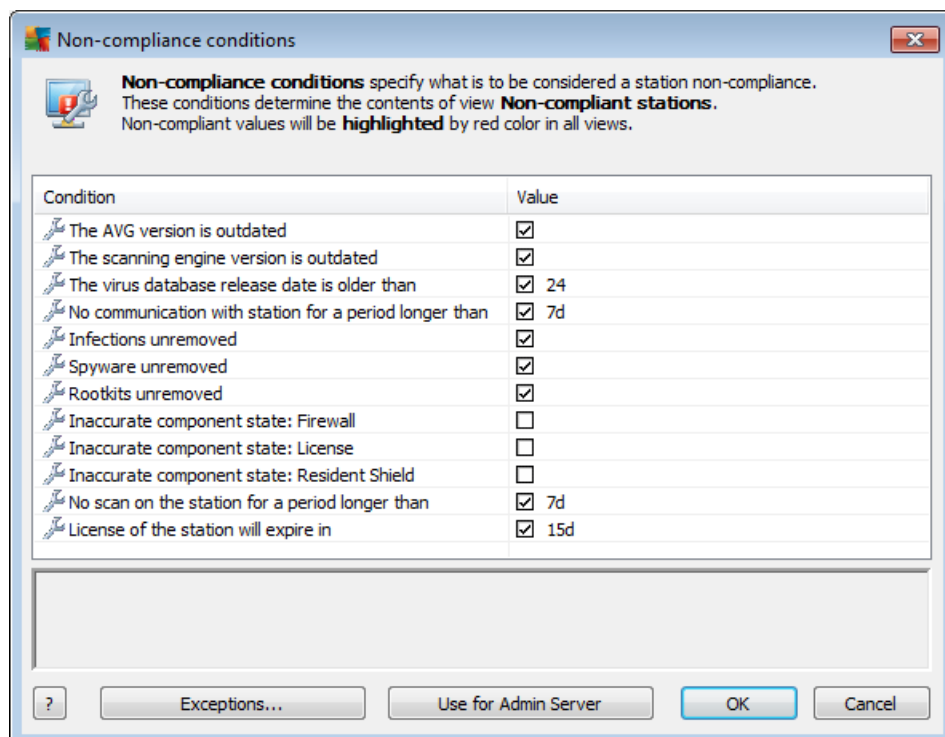 Non-compliance conditions
Non-compliance conditions specify what is to be considered a station non-compliance.
These conditions determine the contents of view Non-compliant stations.
Non-compliant values will be highlighted by red color in all views.
Condition Value
The AVG version is outdated
The scanning engine version is outdated
The virus database release date is older than 24
No communication with station for a period longer than 7d
Infections unremoved
Spyware unremoved
Rootkits unremoved
Inaccurate component state: Firewall
Inaccurate component state: License
Inaccurate component state: Resident Shield
No scan on the station for a period longer than 7d
License of the station will expire in 15d
? Exceptions... Use for Admin Server OK Cancel